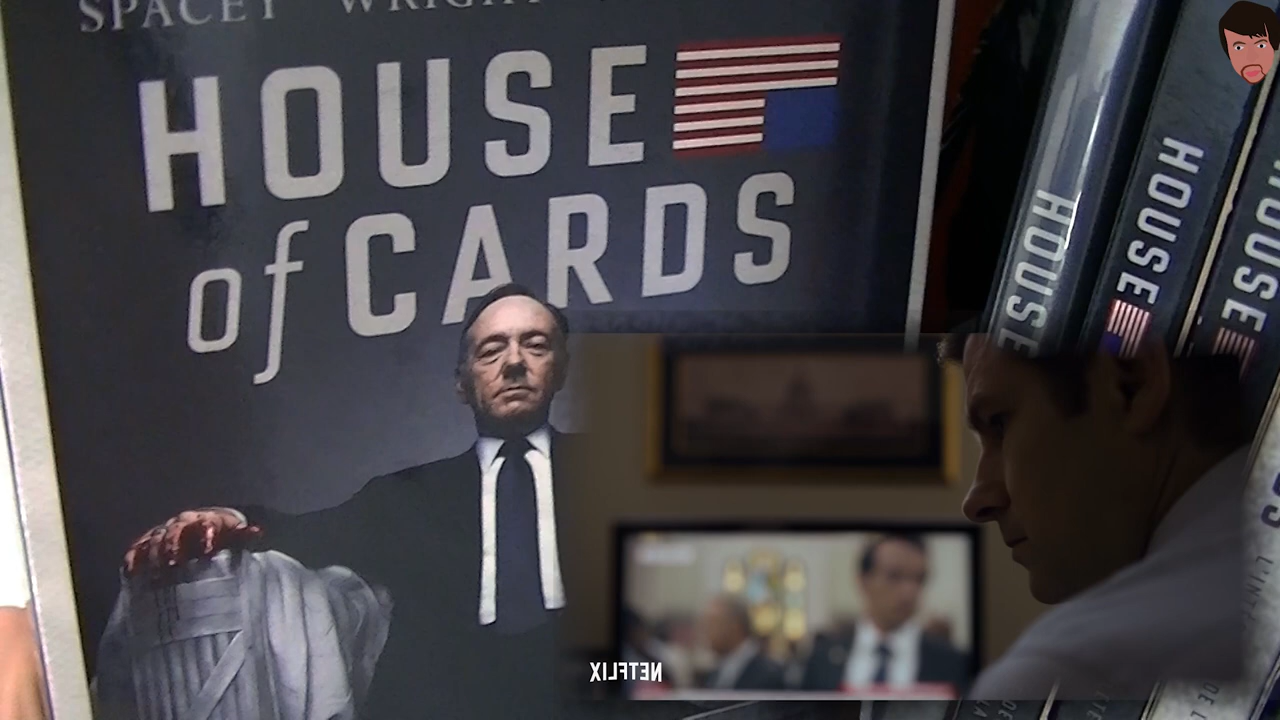 SPACEY WRIGHT
HOUSE
of CARDS
HOUSE
HOUSE
HOUSE
NETFLIX